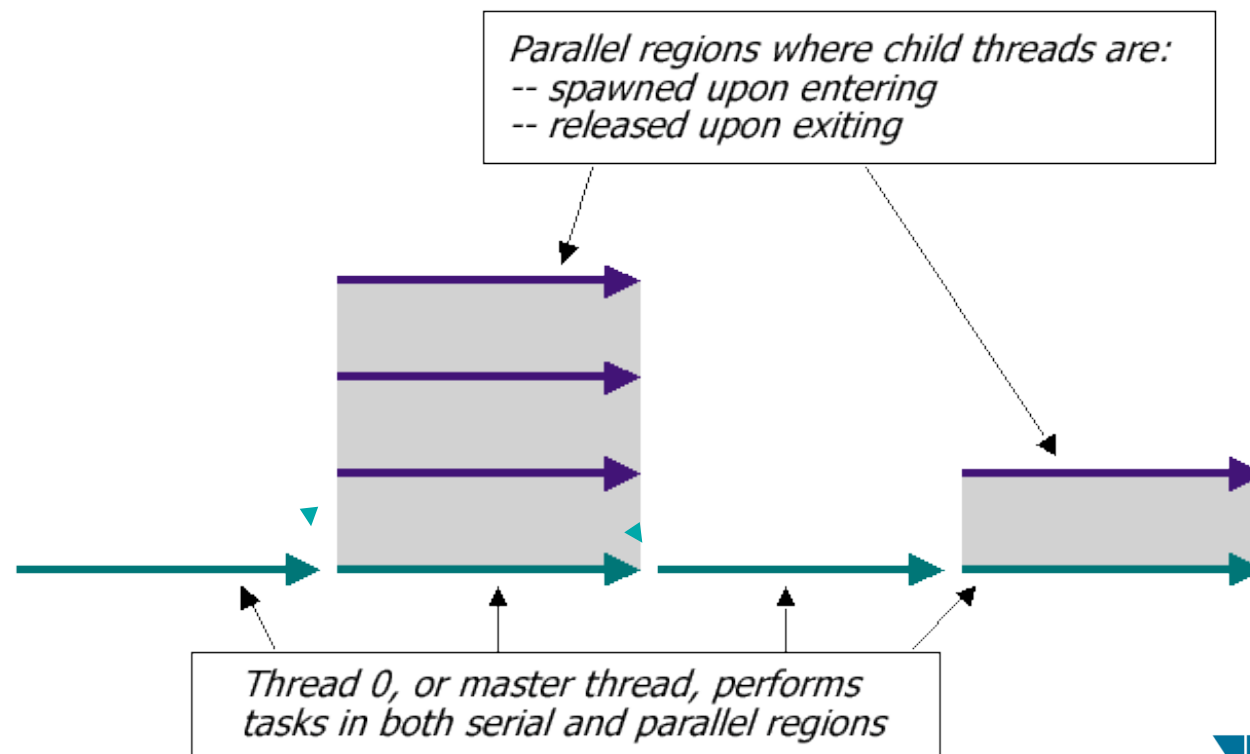 Parallel regions where child threads are:
-- spawned upon entering
-- released upon exiting
Thread 0, or master thread, performs
tasks in both serial and parallel regions